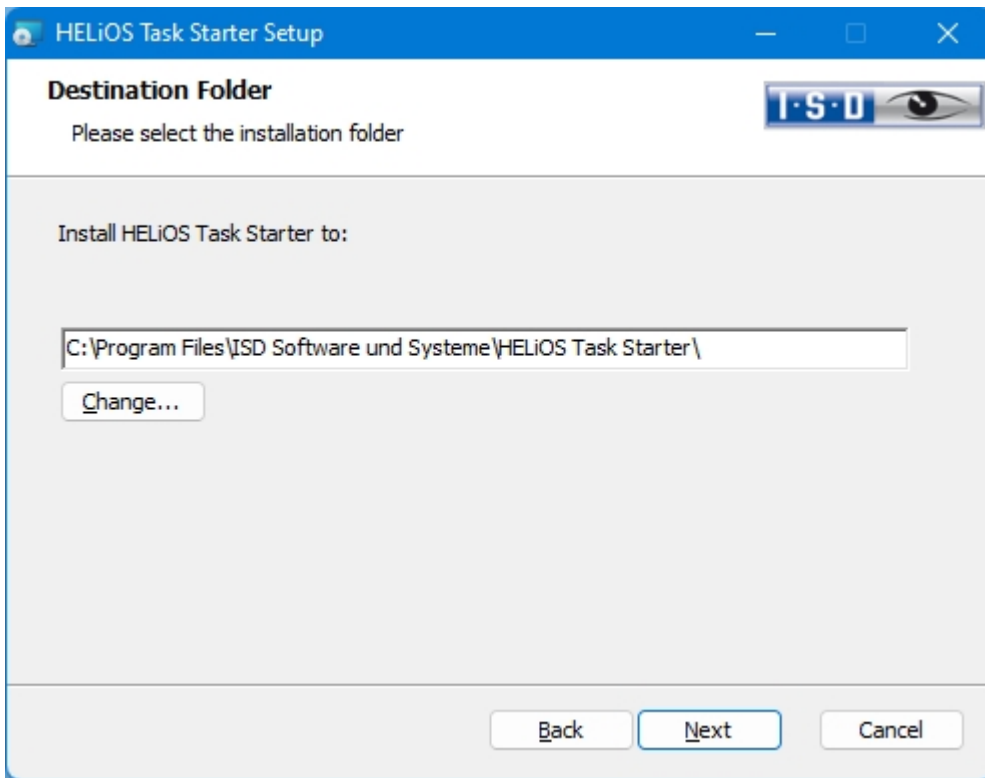 HELiOS Task Starter Setup
Destination Folder
I·S·D
Please select the installation folder
Install HELiOS Task Starter to:
C:\Program Files\ISD Software und Systeme\HELiOS Task Starter\
Change...
Back Next Cancel